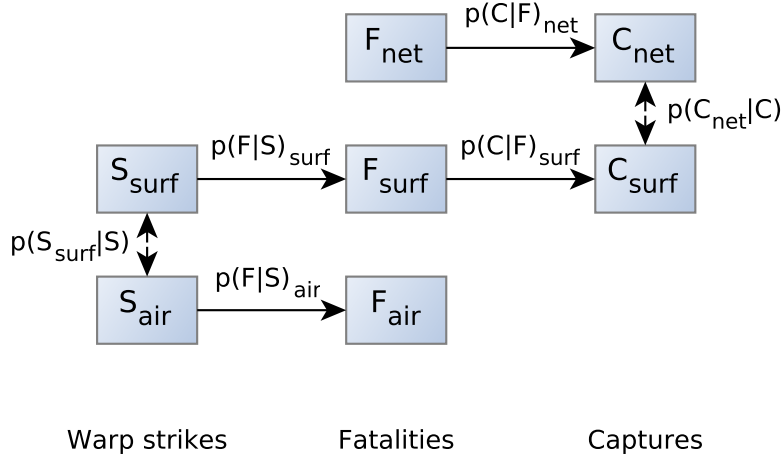 p(C|F)net
Fnet
Cnet
p(Cnet|C)
p(F|S)surf
p(C|F)surf
Ssurf
Fsurf
Csurf
p(Ssurf|S)
p(F|S)air
Sair
Fair
Warp strikes
Fatalities
Captures